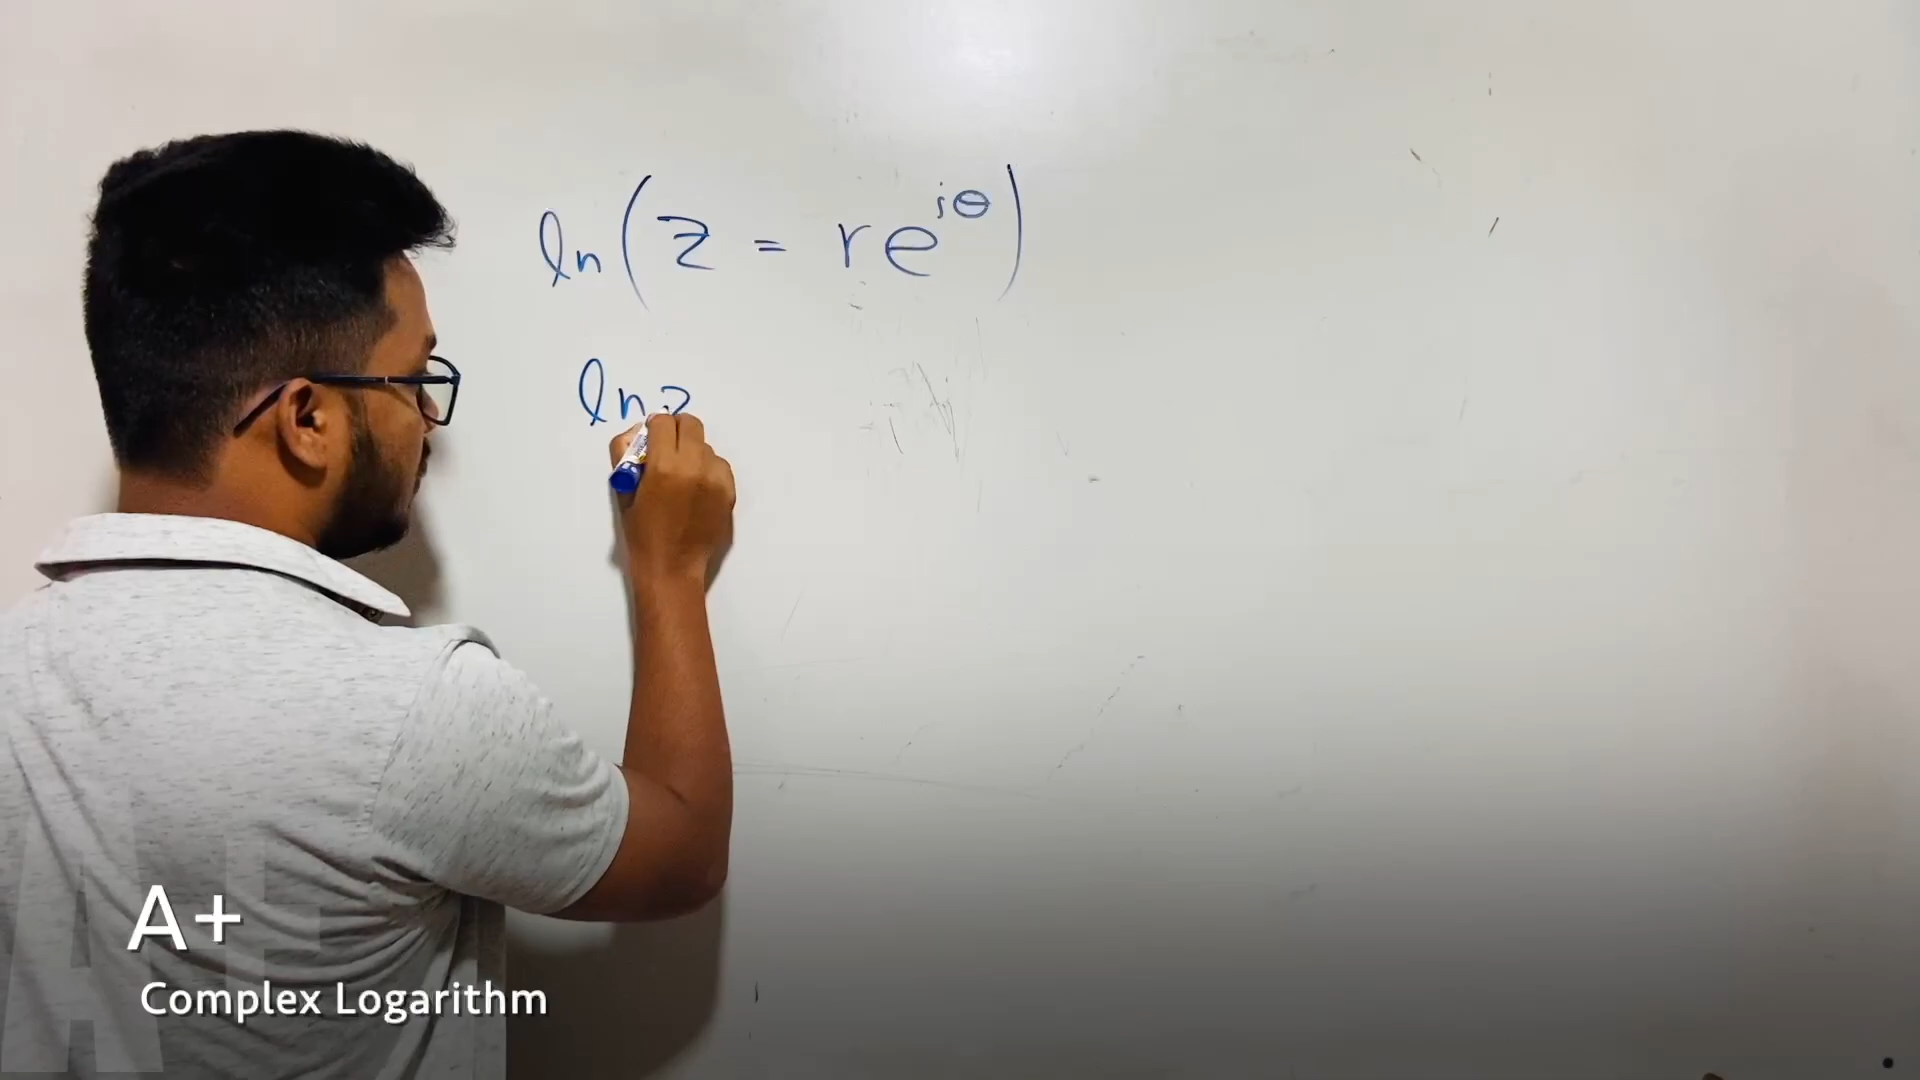 ln(z = re^{iθ})
ln z
A+
Complex Logarithm